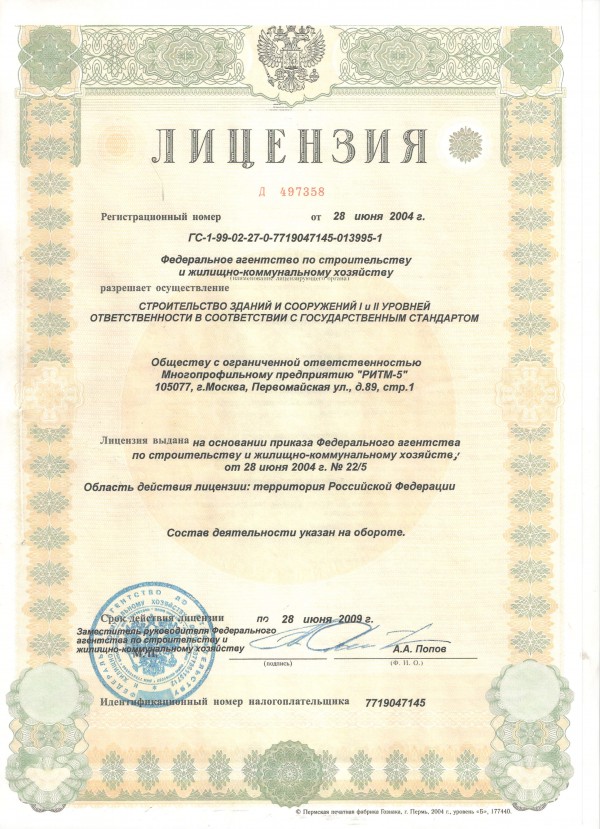 ЛИЦЕНЗИЯ
Д 497358
Регистрационный номер от 28 июня 2004 г.
ГС-1-99-02-27-0-7719047145-013995-1
Федеральное агентство по строительству
и жилищно-коммунальному хозяйству
(наименование лицензирующего органа)
разрешает осуществление
СТРОИТЕЛЬСТВО ЗДАНИЙ И СООРУЖЕНИЙ I и II УРОВНЕЙ
ОТВЕТСТВЕННОСТИ В СООТВЕТСТВИИ С ГОСУДАРСТВЕННЫМ СТАНДАРТОМ
Обществу с ограниченной ответственностью
Многопрофильному предприятию "РИТМ-5"
105077, г.Москва, Первомайская ул., д.89, стр.1
Лицензия выдана на основании приказа Федерального агентства
по строительству и жилищно-коммунальному хозяйству
от 28 июня 2004 г. № 22/5
Область действия лицензии: территория Российской Федерации
Состав деятельности указан на обороте.
Срок действия лицензии по 28 июня 2009 г.
Заместитель руководителя Федерального
агентства по строительству и
жилищно-коммунальному хозяйству А.А. Попов
М.П. (подпись) (Ф. И. О.)
Идентификационный номер налогоплательщика 7719047145
© Пермская печатная фабрика Гознака, г. Пермь, 2004 г., уровень «Б», 177440.